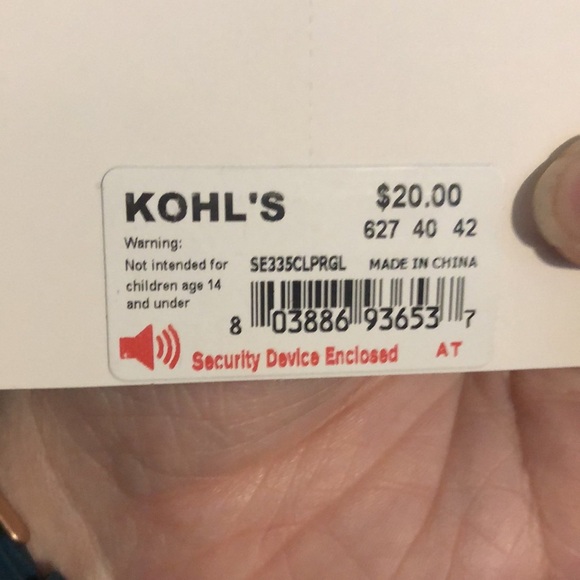 KOHL'S
$20.00
627 40 42
Warning:
Not intended for
children age 14
and under
SE335CLPRGL MADE IN CHINA
8 03886 93653 7
Security Device Enclosed AT